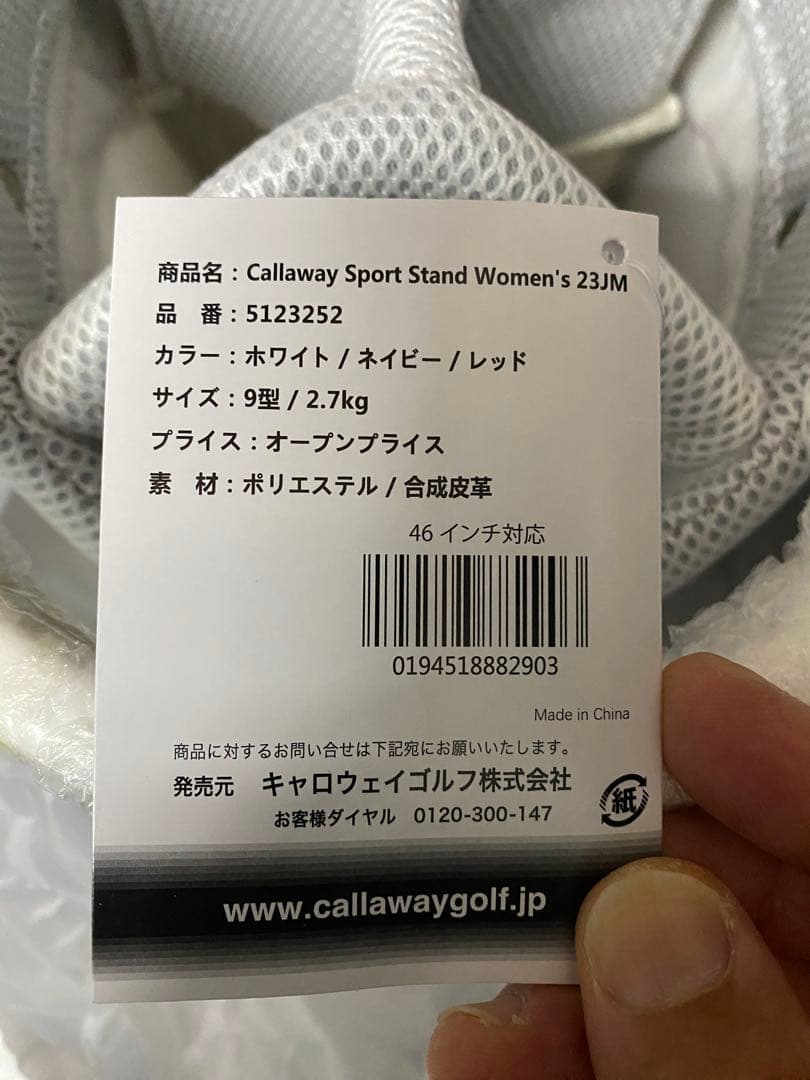 商品名：Callaway Sport Stand Women's 23JM
品　番：5123252
カラー：ホワイト / ネイビー / レッド
サイズ：9型 / 2.7kg
プライス：オープンプライス
素　材：ポリエステル / 合成皮革
46 インチ対応
0194518882903
Made in China
商品に対するお問い合せは下記宛にお願いいたします。
発売元　キャロウェイゴルフ株式会社
お客様ダイヤル　0120-300-147
紙
www.callawaygolf.jp